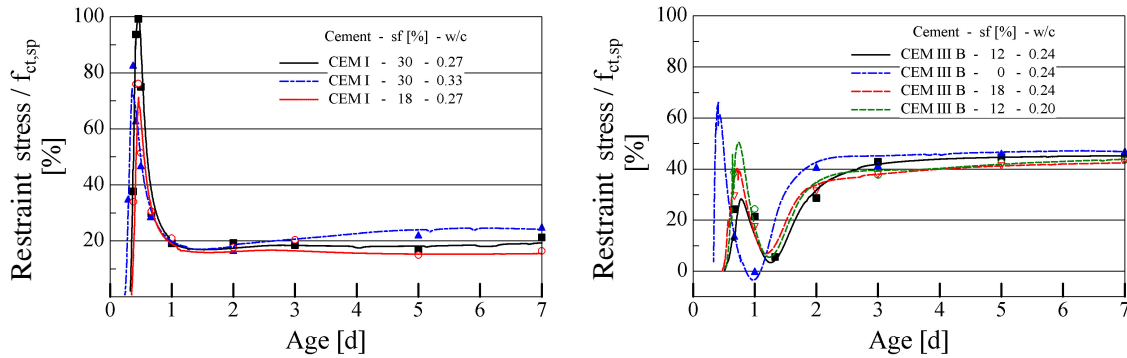 Restraint stress / f_ct,sp
[%]
100
80
60
40
20
0
1
2
3
4
5
6
7
Age [d]
Cement - sf [%] - w/c
CEM I - 30 - 0.27
CEM I - 30 - 0.33
CEM I - 18 - 0.27
Restraint stress / f_ct,sp
[%]
100
80
60
40
20
0
0
1
2
3
4
5
6
7
Age [d]
Cement - sf [%] - w/c
CEM III B - 12 - 0.24
CEM III B - 0 - 0.24
CEM III B - 18 - 0.24
CEM III B - 12 - 0.20